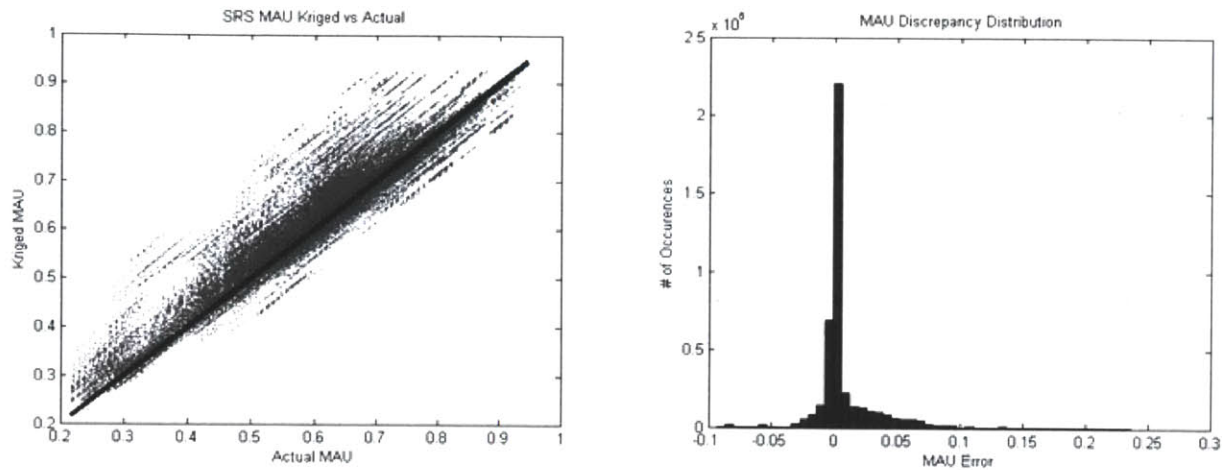 SRS MAU Kriged vs Actual
1
0.9
0.8
0.7
0.6
0.5
0.4
0.3
0.2
Kriged MAU
0.2 0.3 0.4 0.5 0.6 0.7 0.8 0.9 1
Actual MAU
MAU Discrepancy Distribution
x 10⁶
2.5
2
1.5
1
0.5
0
# of Occurences
-0.1 -0.05 0 0.05 0.1 0.15 0.2 0.25 0.3
MAU Error